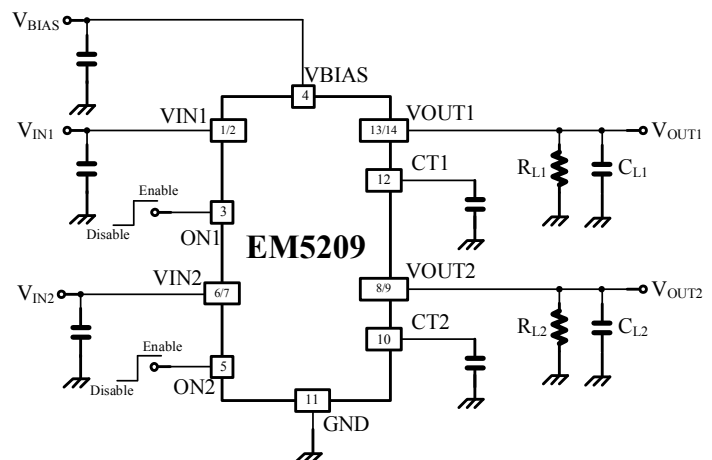 VBIAS
VBIAS
4
VIN1
VIN1
1/2
VOUT1
13/14
VOUT1
RL1
CL1
CT1
12
Enable
Disable
3
ON1
EM5209
VIN2
VIN2
6/7
VOUT2
8/9
VOUT2
RL2
CL2
CT2
10
Enable
Disable
5
ON2
11
GND